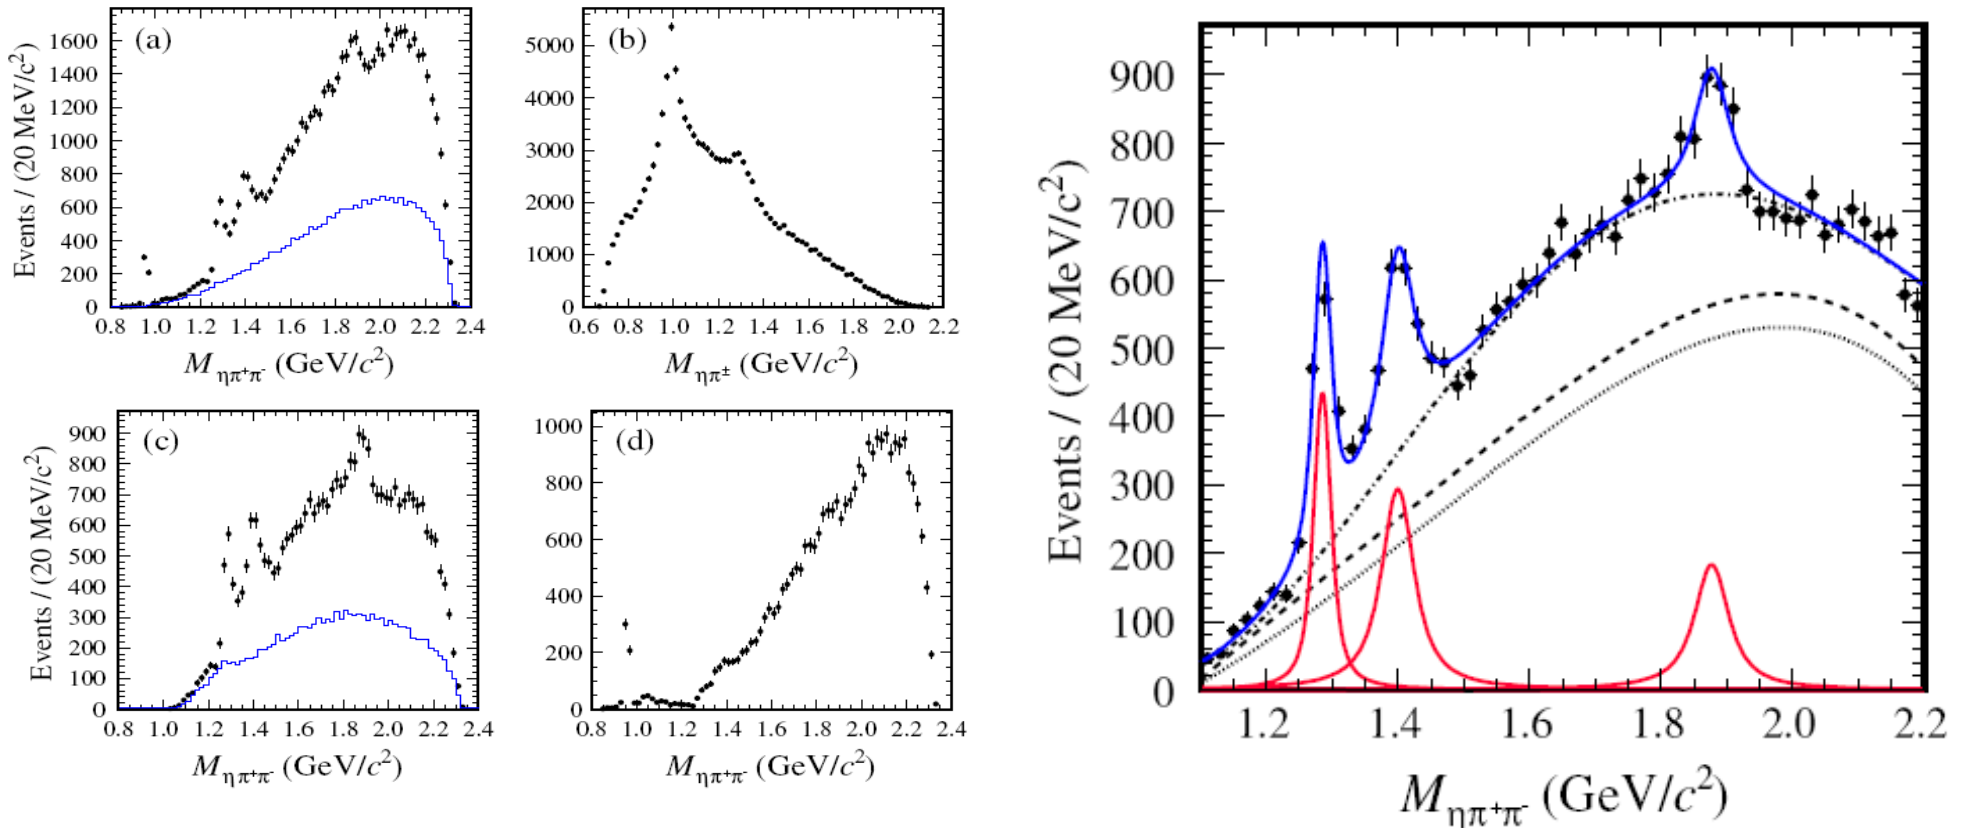 (a)
Events / (20 MeV/c²)
1600
1400
1200
1000
800
600
400
200
0
0.8 1.0 1.2 1.4 1.6 1.8 2.0 2.2 2.4
M ηπ⁺π⁻ (GeV/c²)
(b)
5000
4000
3000
2000
1000
0
0.6 0.8 1.0 1.2 1.4 1.6 1.8 2.0 2.2
M ηπ± (GeV/c²)
(c)
Events / (20 MeV/c²)
900
800
700
600
500
400
300
200
100
0
0.8 1.0 1.2 1.4 1.6 1.8 2.0 2.2 2.4
M ηπ⁺π⁻ (GeV/c²)
(d)
1000
800
600
400
200
0
0.8 1.0 1.2 1.4 1.6 1.8 2.0 2.2 2.4
M ηπ⁺π⁻ (GeV/c²)
Events / (20 MeV/c²)
900
800
700
600
500
400
300
200
100
0
1.2 1.4 1.6 1.8 2.0 2.2
M ηπ⁺π⁻ (GeV/c²)